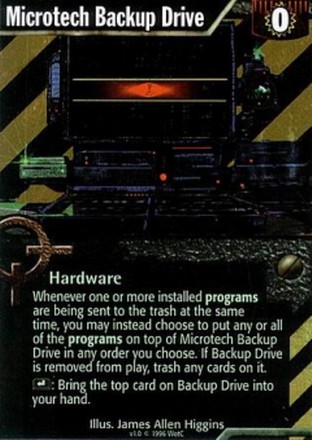 Microtech Backup Drive
0
Hardware
Whenever one or more installed programs
are being sent to the trash at the same
time, you may instead choose to put any or all
of the programs on top of Microtech Backup
Drive in any order you choose. If Backup Drive
is removed from play, trash any cards on it.
: Bring the top card on Backup Drive into
your hand.
Illus. James Allen Higgins
v1.0 © 1996 WotC